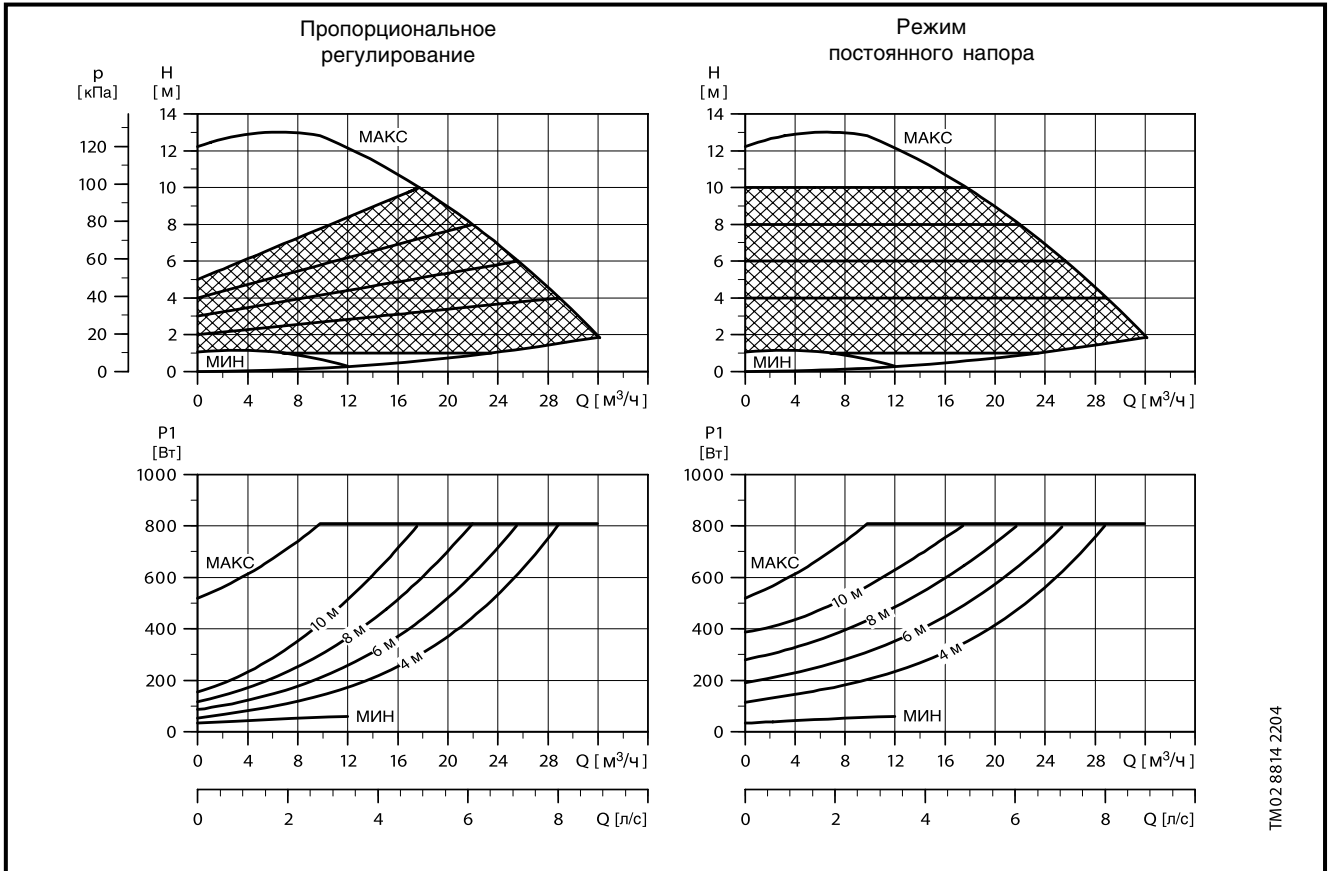 Пропорциональное
регулирование
Режим
постоянного напора
p
[кПа]
H
[м]
14
12
10
8
6
4
2
0
120
100
80
60
40
20
0
МАКС
МИН
0 4 8 12 16 20 24 28 Q [м³/ч]
H
[м]
14
12
10
8
6
4
2
0
МАКС
МИН
0 4 8 12 16 20 24 28 Q [м³/ч]
P1
[Вт]
1000
800
600
400
200
0
МАКС
10 м
8 м
6 м
4 м
МИН
0 4 8 12 16 20 24 28 Q [м³/ч]
0 2 4 6 8 Q [л/с]
P1
[Вт]
1000
800
600
400
200
0
МАКС
10 м
8 м
6 м
4 м
МИН
0 4 8 12 16 20 24 28 Q [м³/ч]
0 2 4 6 8 Q [л/с]
TM02 8814 2204